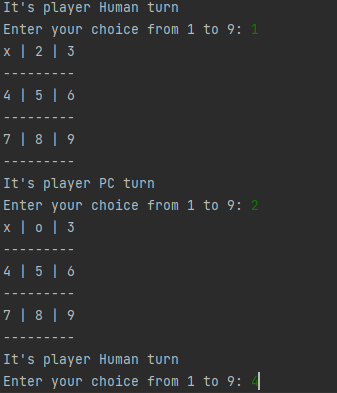 It's player Human turn
Enter your choice from 1 to 9: 1
x | 2 | 3
---------
4 | 5 | 6
---------
7 | 8 | 9
---------
It's player PC turn
Enter your choice from 1 to 9: 2
x | o | 3
---------
4 | 5 | 6
---------
7 | 8 | 9
---------
It's player Human turn
Enter your choice from 1 to 9: 4